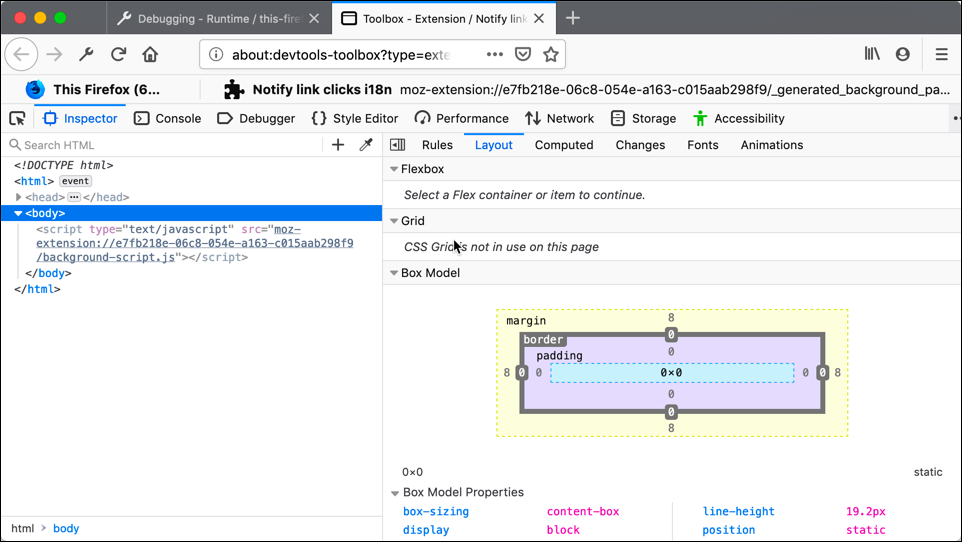 Debugging - Runtime / this-fire
Toolbox - Extension / Notify link
about:devtools-toolbox?type=exte
This Firefox (6...
Notify link clicks i18n moz-extension://e7fb218e-06c8-054e-a163-c015aab298f9/_generated_background_pa...
Inspector Console Debugger {} Style Editor Performance Network Storage Accessibility
Search HTML
Rules Layout Computed Changes Fonts Animations
<!DOCTYPE html>
<html> event
<head> ••• </head>
<body>
<script type="text/javascript" src="moz-
extension://e7fb218e-06c8-054e-a163-c015aab298f9
/background-script.js"></script>
</body>
</html>
Flexbox
Select a Flex container or item to continue.
Grid
CSS Grid is not in use on this page
Box Model
margin 8
border 0
padding 0
8 0 0 0×0 0 0 8
0
0
8
0×0 static
Box Model Properties
box-sizing content-box line-height 19.2px
display block position static
html > body